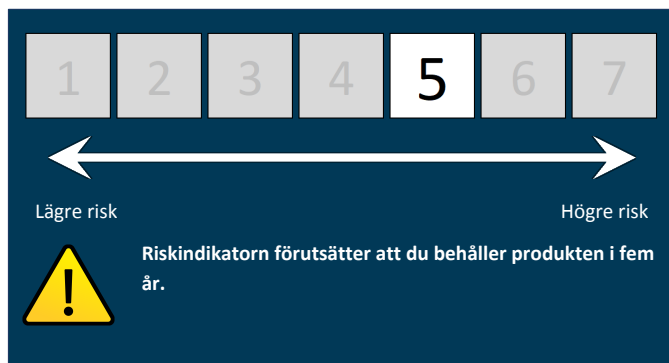 1 2 3 4 5 6 7
Lägre risk Högre risk
Riskindikatorn förutsätter att du behåller produkten i fem
år.